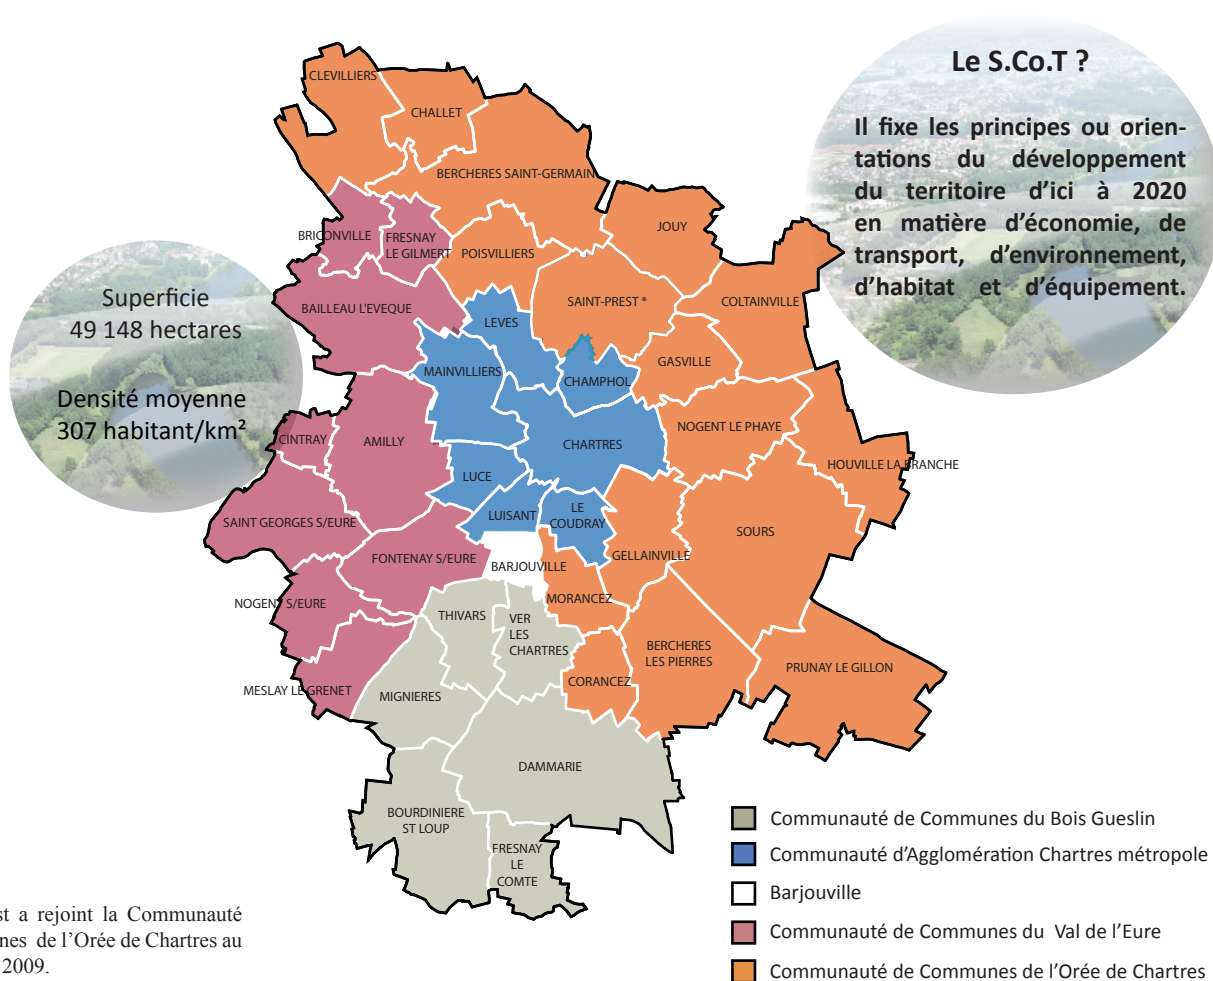 Le S.Co.T ?
Il fixe les principes ou orien-
tations du développement
du territoire d'ici à 2020
en matière d'économie, de
transport, d'environnement,
d'habitat et d'équipement.
Superficie
49 148 hectares
Densité moyenne
307 habitant/km²
CLEVILLIERS
CHALLET
BERCHERES SAINT-GERMAIN
JOUY
BRICONVILLE
FRESNAY
LE GILMERT
POISVILLIERS
BAILLEAU L'EVEQUE
SAINT-PREST *
COLTAINVILLE
LEVES
MAINVILLIERS
CHAMPHOL
GASVILLE
CINTRAY
AMILLY
CHARTRES
NOGENT LE PHAYE
HOUVILLE LA BRANCHE
LUCE
SAINT GEORGES S/EURE
LUISANT
LE
COUDRAY
SOURS
FONTENAY S/EURE
BARJOUVILLE
GELLAINVILLE
NOGENT S/EURE
MORANCEZ
THIVARS
VER
LES
CHARTRES
BERCHERES
LES PIERRES
PRUNAY LE GILLON
MESLAY LE GRENET
MIGNIERES
CORANCEZ
DAMMARIE
BOURDINIERE
ST LOUP
FRESNAY
LE
COMTE
Communauté de Communes du Bois Gueslin
Communauté d'Agglomération Chartres métropole
Barjouville
Communauté de Communes du Val de l'Eure
Communauté de Communes de l'Orée de Chartres
st a rejoint la Communauté
nes de l'Orée de Chartres au
2009.